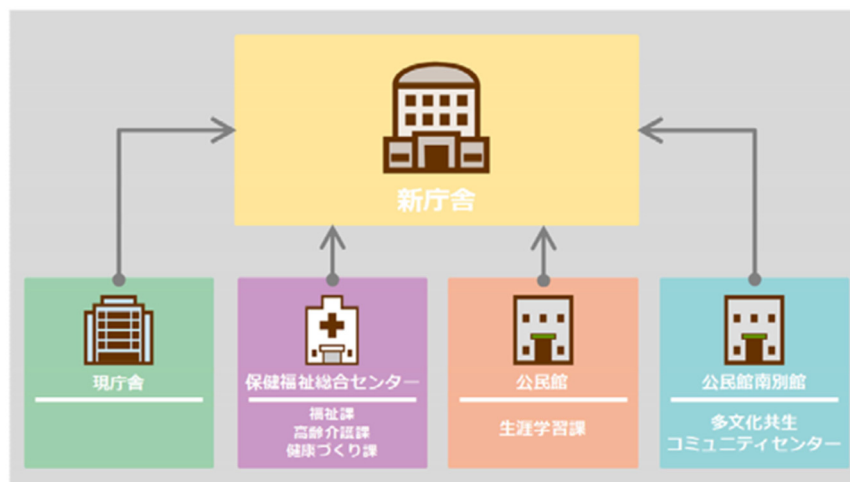 新庁舎
現庁舎
保健福祉総合センター
福祉課
高齢介護課
健康づくり課
公民館
生涯学習課
公民館南別館
多文化共生
コミュニティセンター